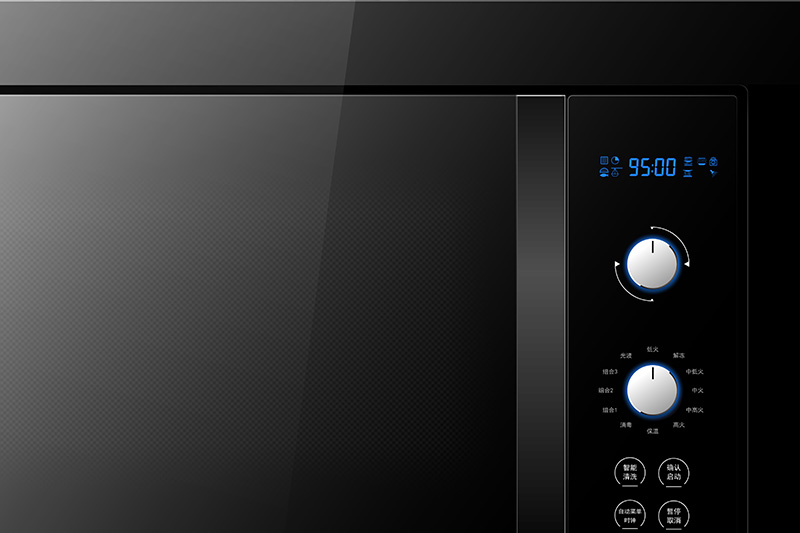 95:00
低火
光波 解冻
组合3 中低火
组合2 中火
组合1 中高火
消毒 高火
保温
智能 确认
清洗 启动
自动菜单 暂停
时钟 取消